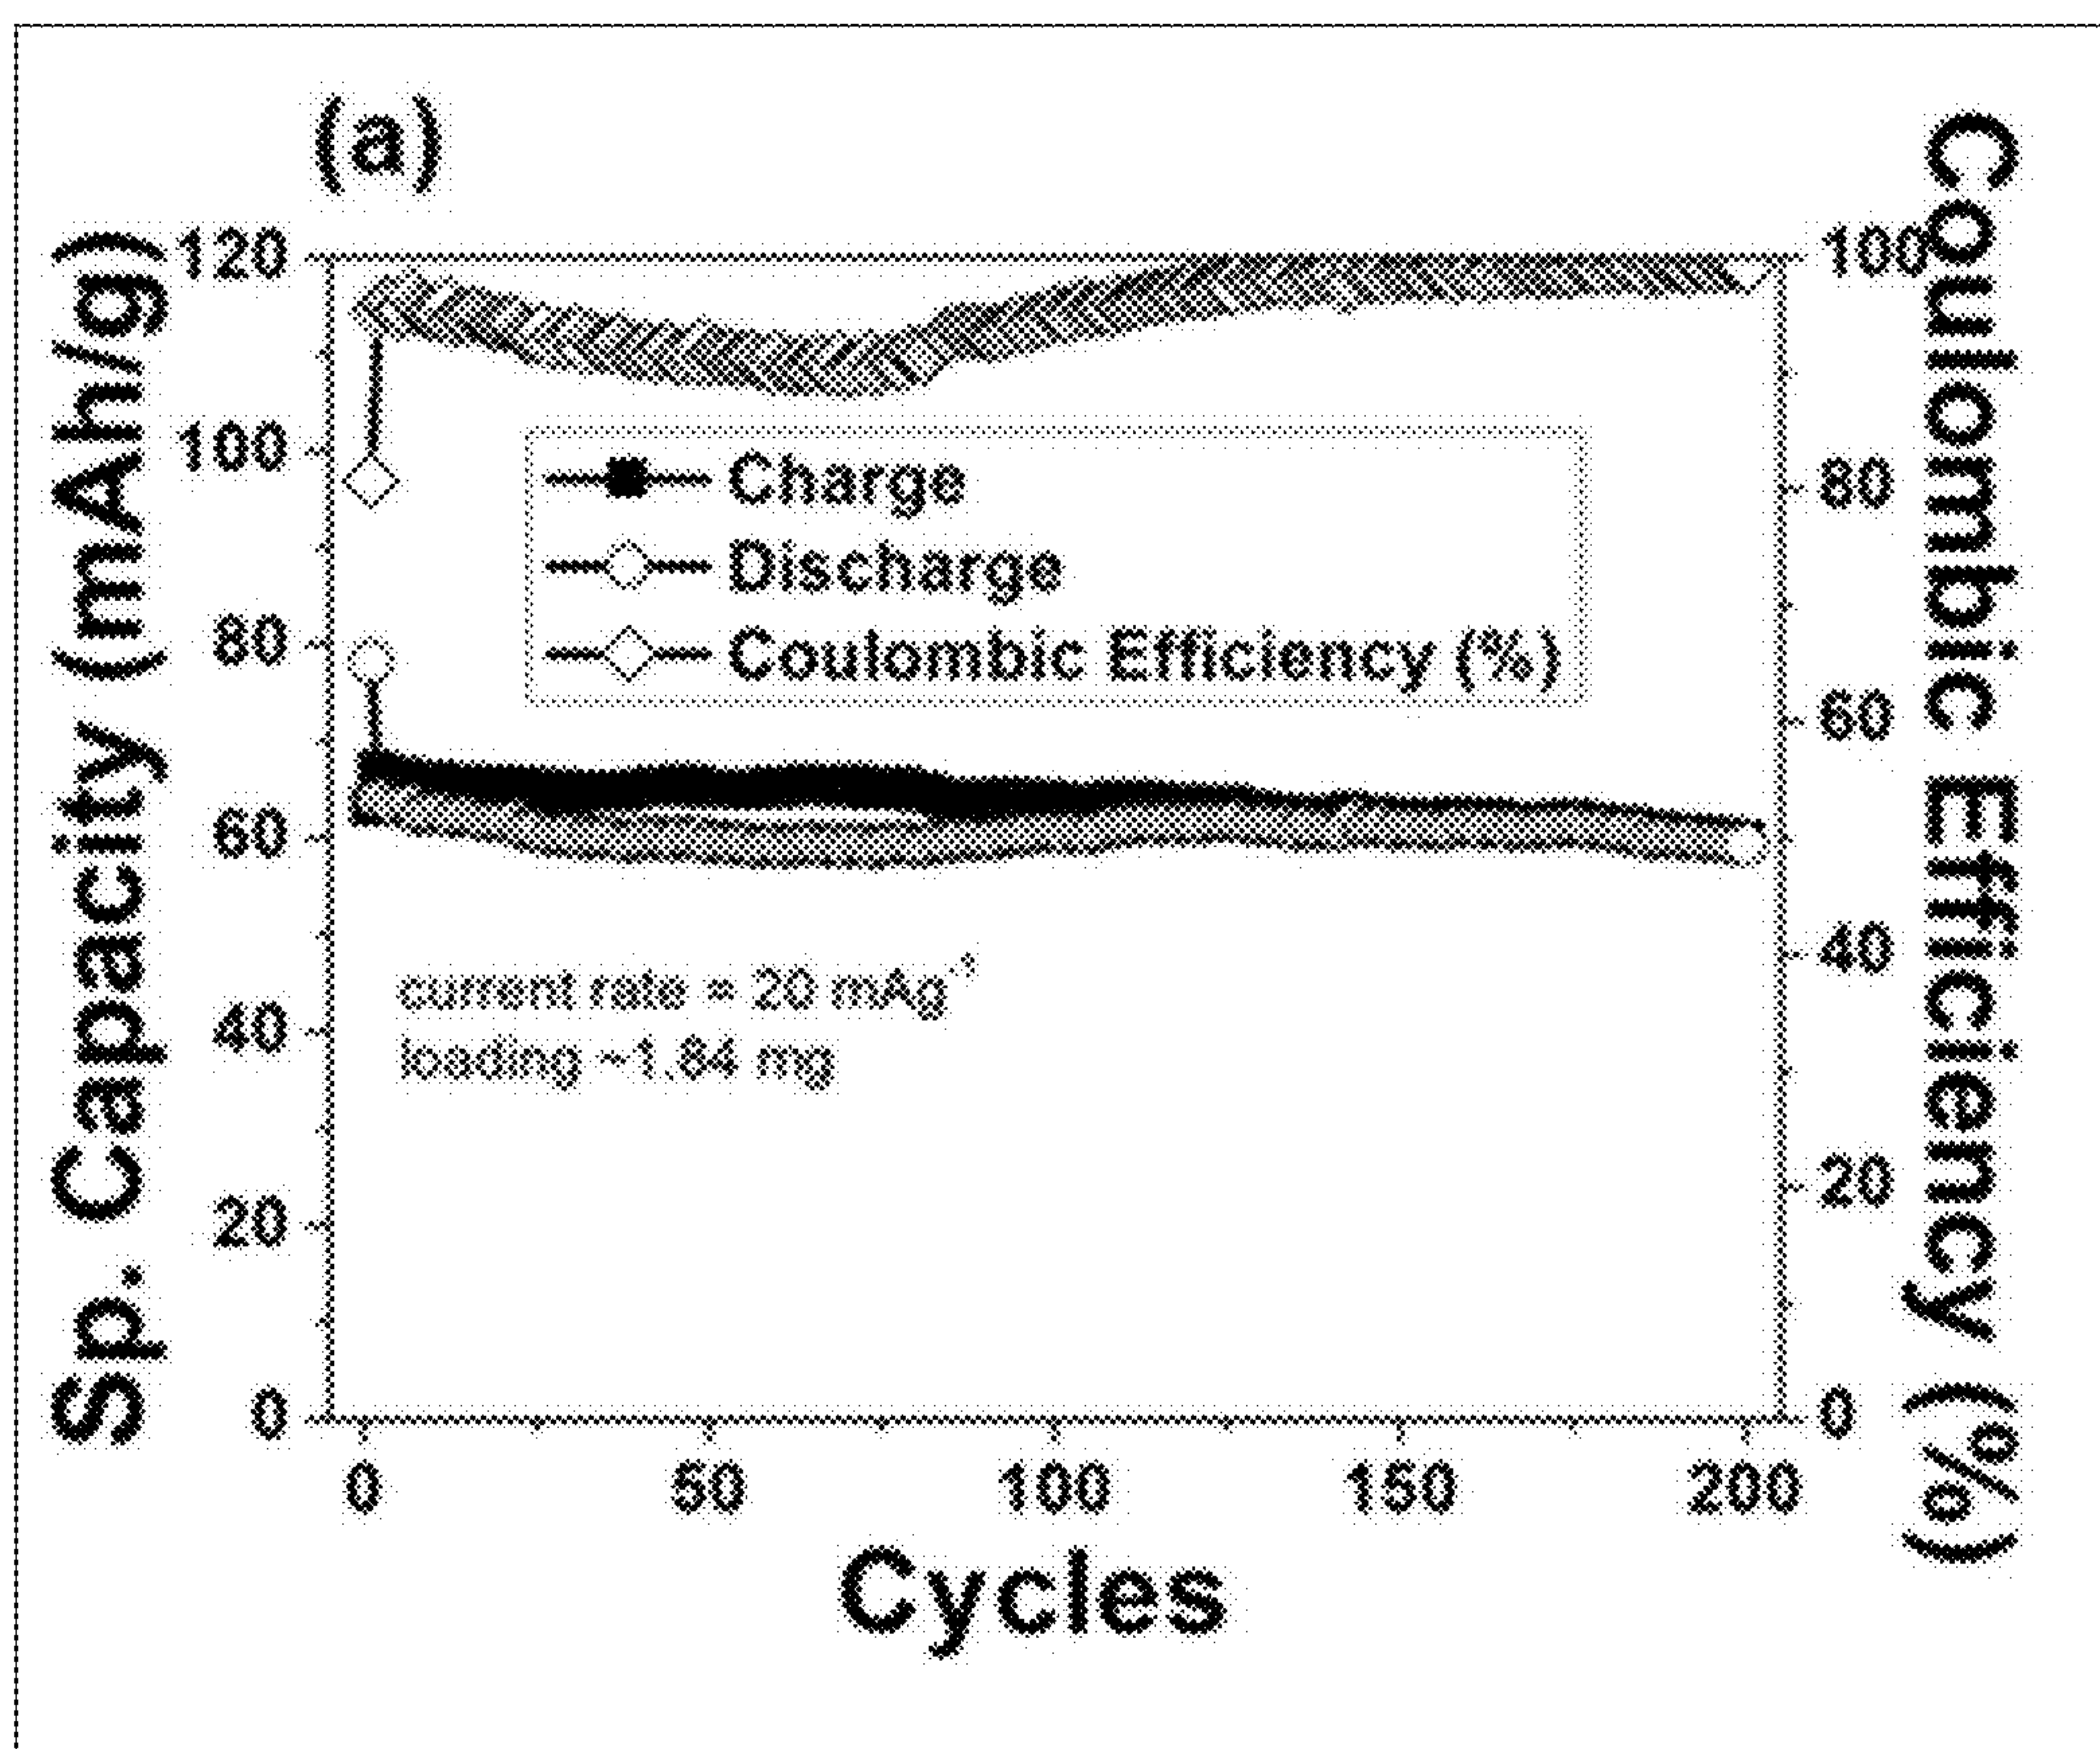 (a)
Sp. Capacity (mAh/g)
120
100
80
60
40
20
0
Charge
Discharge
Coulombic Efficiency (%)
current rate = 20 mAg⁻¹
loading ~1.84 mg
100
80
60
40
20
0
Coulombic Efficiency (%)
0 50 100 150 200
Cycles